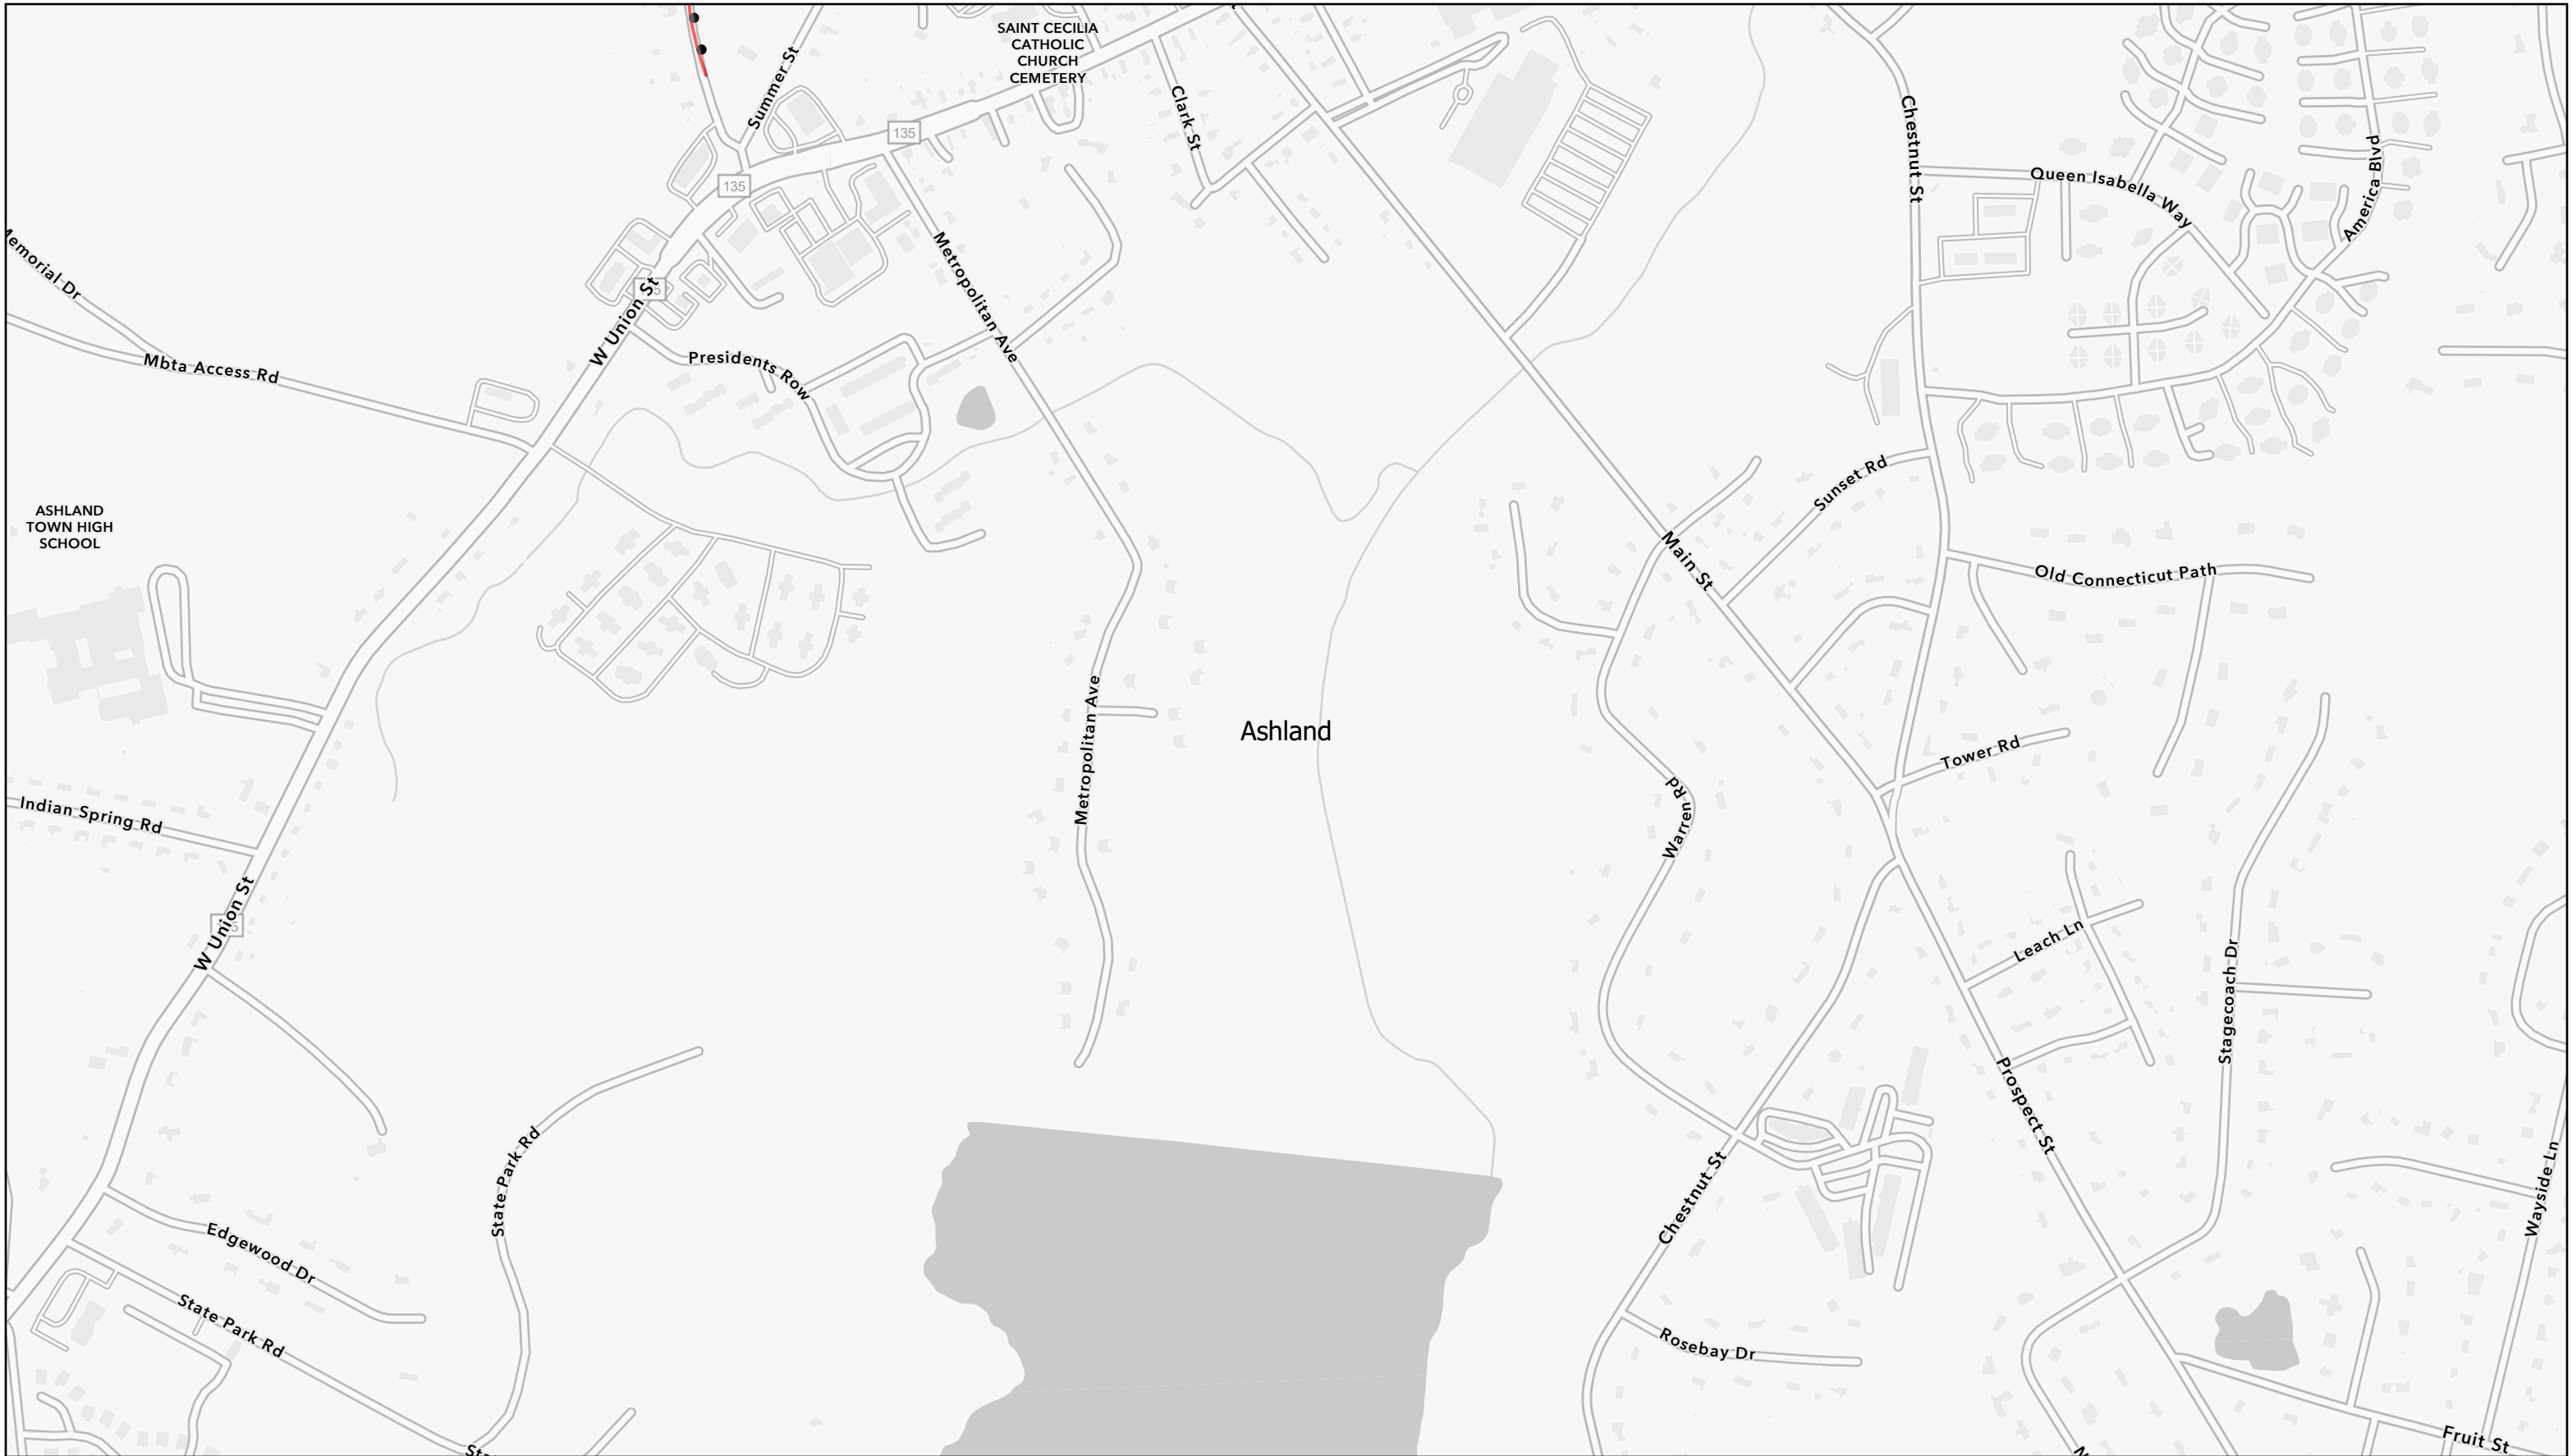 SAINT CECILIA
CATHOLIC
CHURCH
CEMETERY
Summer St
Clark St
135
135
Chestnut St
Queen Isabella Way
America Blvd
Memorial Dr
Metropolitan Ave
W Union St
Mbta Access Rd
Presidents Row
Sunset Rd
ASHLAND
TOWN HIGH
SCHOOL
Main St
Old Connecticut Path
Metropolitan Ave
Ashland
Tower Rd
Warren Rd
Indian Spring Rd
W Union St
Leach Ln
Stagecoach Dr
Prospect St
State Park Rd
Chestnut St
Wayside Ln
Edgewood Dr
State Park Rd
Rosebay Dr
Fruit St